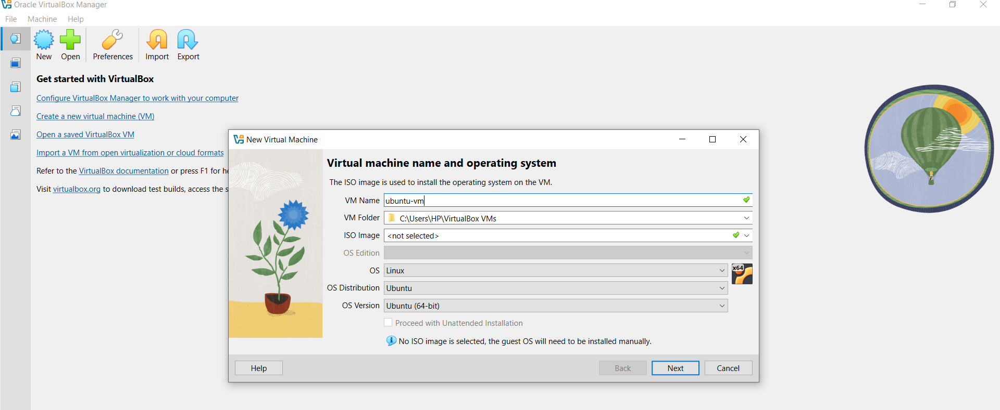 Oracle VirtualBox Manager
File Machine Help
New Open Preferences Import Export
Get started with VirtualBox
Configure VirtualBox Manager to work with your computer
Create a new virtual machine (VM)
Open a saved VirtualBox VM
Import a VM from open virtualization or cloud formats
Refer to the VirtualBox documentation or press F1 for
Visit virtualbox.org to download test builds, access the
New Virtual Machine
Virtual machine name and operating system
The ISO image is used to install the operating system on the VM.
VM Name ubuntu-vm
VM Folder C:\Users\HP\VirtualBox VMs
ISO Image <not selected>
OS Edition
OS Linux
x64
OS Distribution Ubuntu
OS Version Ubuntu (64-bit)
Proceed with Unattended Installation
No ISO image is selected, the guest OS will need to be installed manually.
Help Back Next Cancel